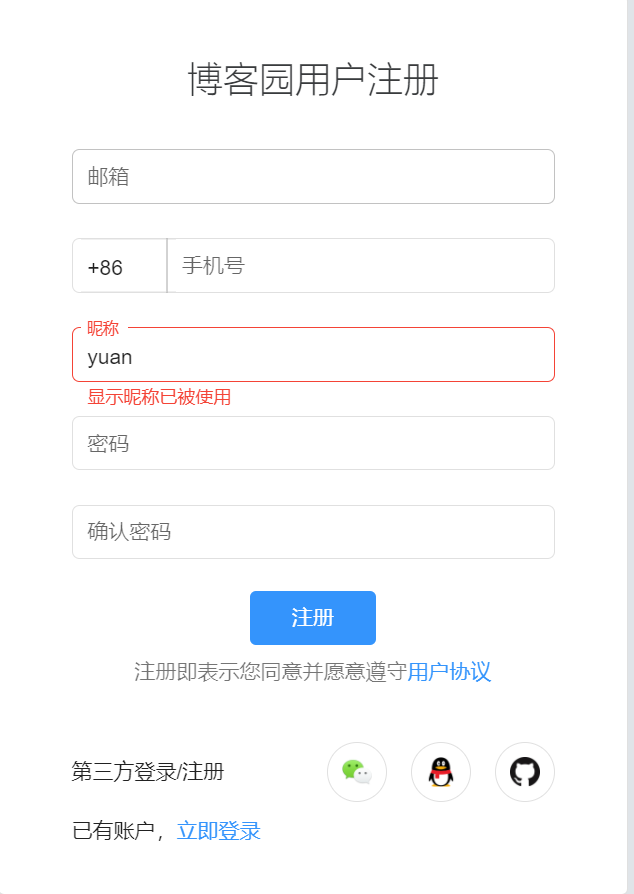 博客园用户注册
邮箱
+86 手机号
昵称
yuan
显示昵称已被使用
密码
确认密码
注册
注册即表示您同意并愿意遵守用户协议
第三方登录/注册
已有账户，立即登录